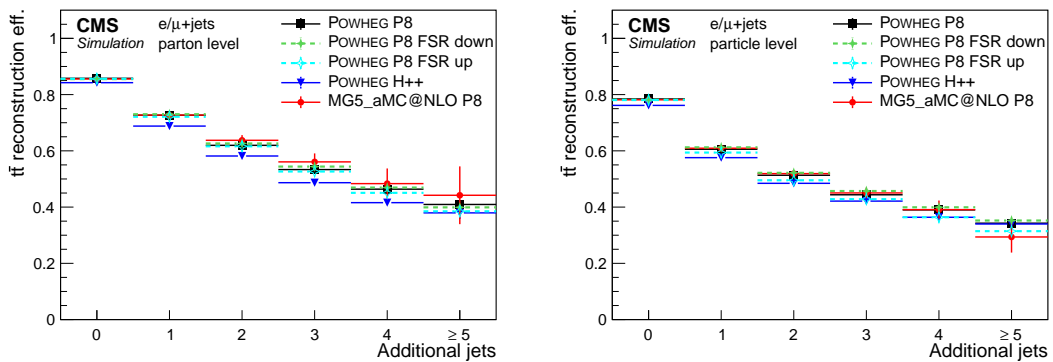 CMS e/μ+jets
Simulation parton level
POWHEG P8
POWHEG P8 FSR down
POWHEG P8 FSR up
POWHEG H++
MG5_aMC@NLO P8
tt̄ reconstruction eff.
1
0.8
0.6
0.4
0.2
0
0 1 2 3 4 ≥ 5
Additional jets
CMS e/μ+jets
Simulation particle level
POWHEG P8
POWHEG P8 FSR down
POWHEG P8 FSR up
POWHEG H++
MG5_aMC@NLO P8
tt̄ reconstruction eff.
1
0.8
0.6
0.4
0.2
0
0 1 2 3 4 ≥ 5
Additional jets